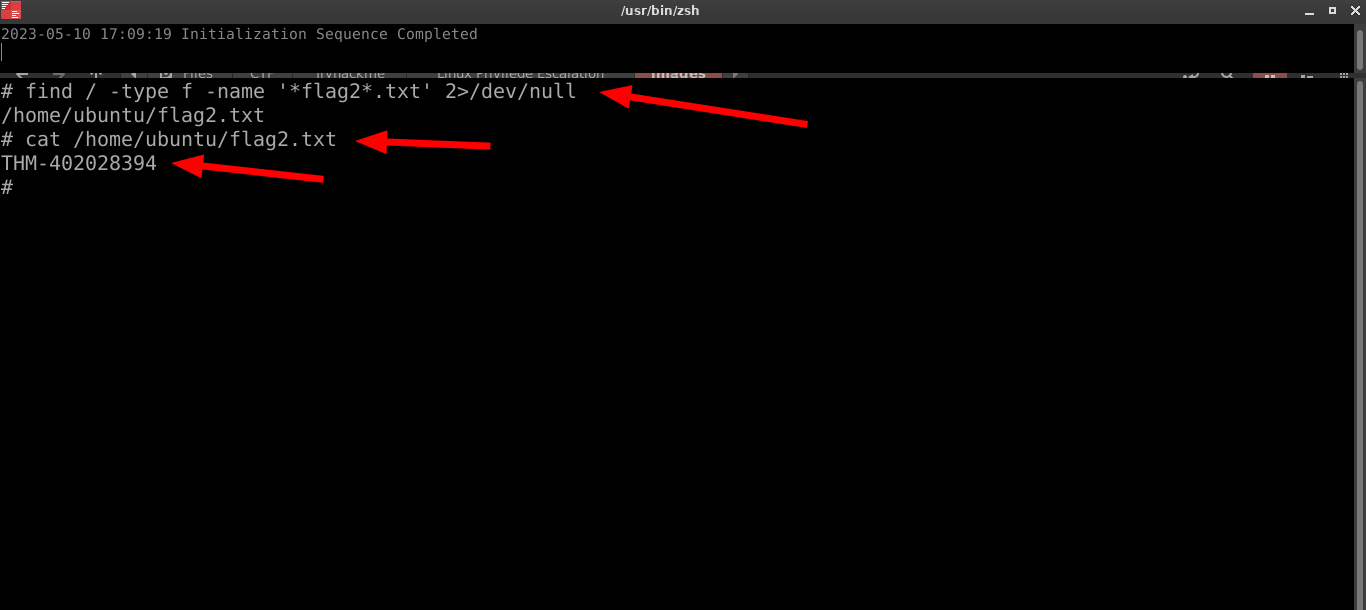 /usr/bin/zsh
2023-05-10 17:09:19 Initialization Sequence Completed
Files CTF TryHackMe Linux Privilege Escalation Images
# find / -type f -name '*flag2*.txt' 2>/dev/null
/home/ubuntu/flag2.txt
# cat /home/ubuntu/flag2.txt
THM-402028394
#